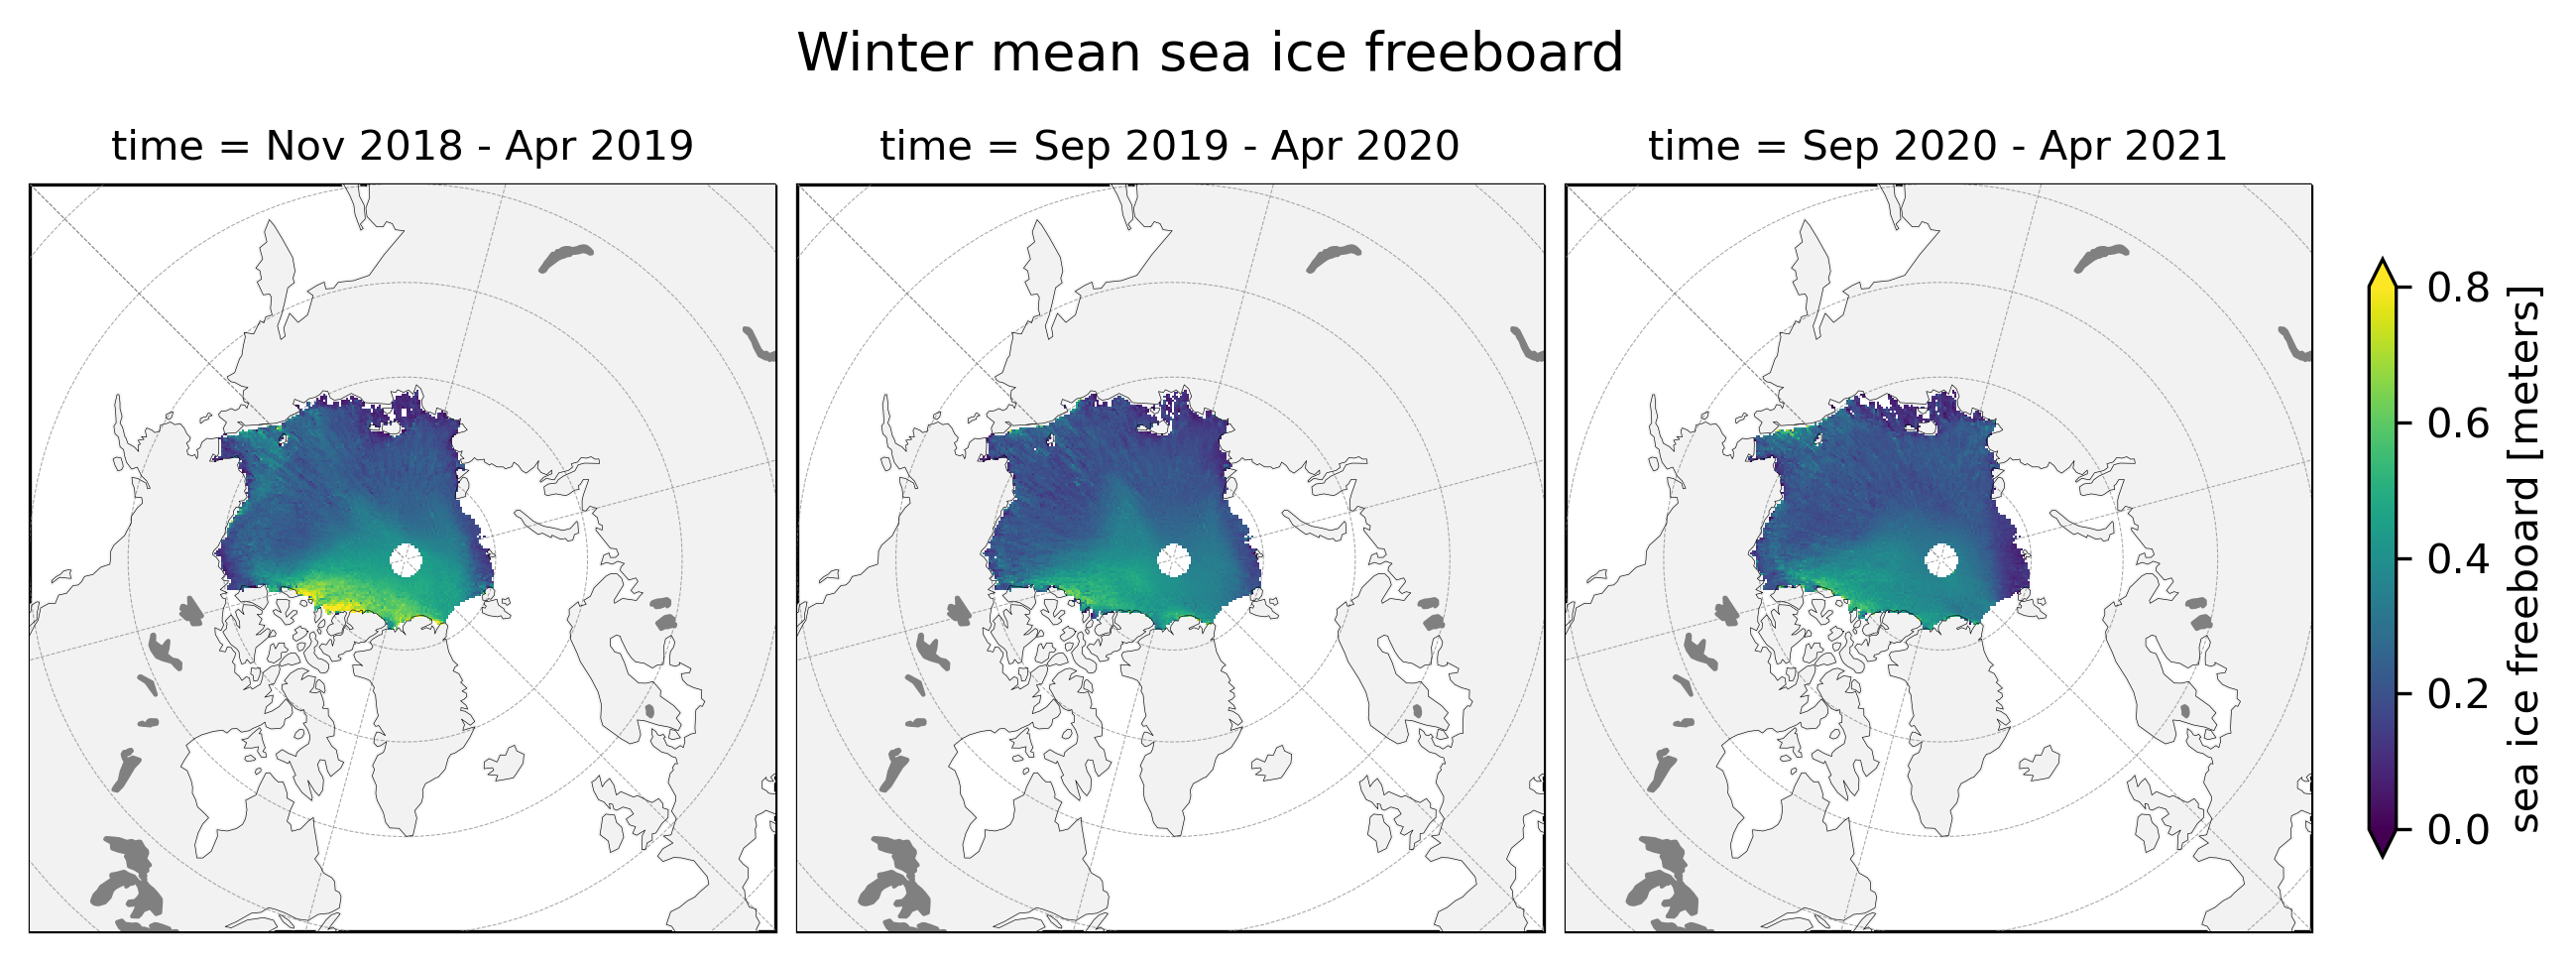 Winter mean sea ice freeboard
time = Nov 2018 - Apr 2019
time = Sep 2019 - Apr 2020
time = Sep 2020 - Apr 2021
0.8
0.6
0.4
0.2
0.0
sea ice freeboard [meters]